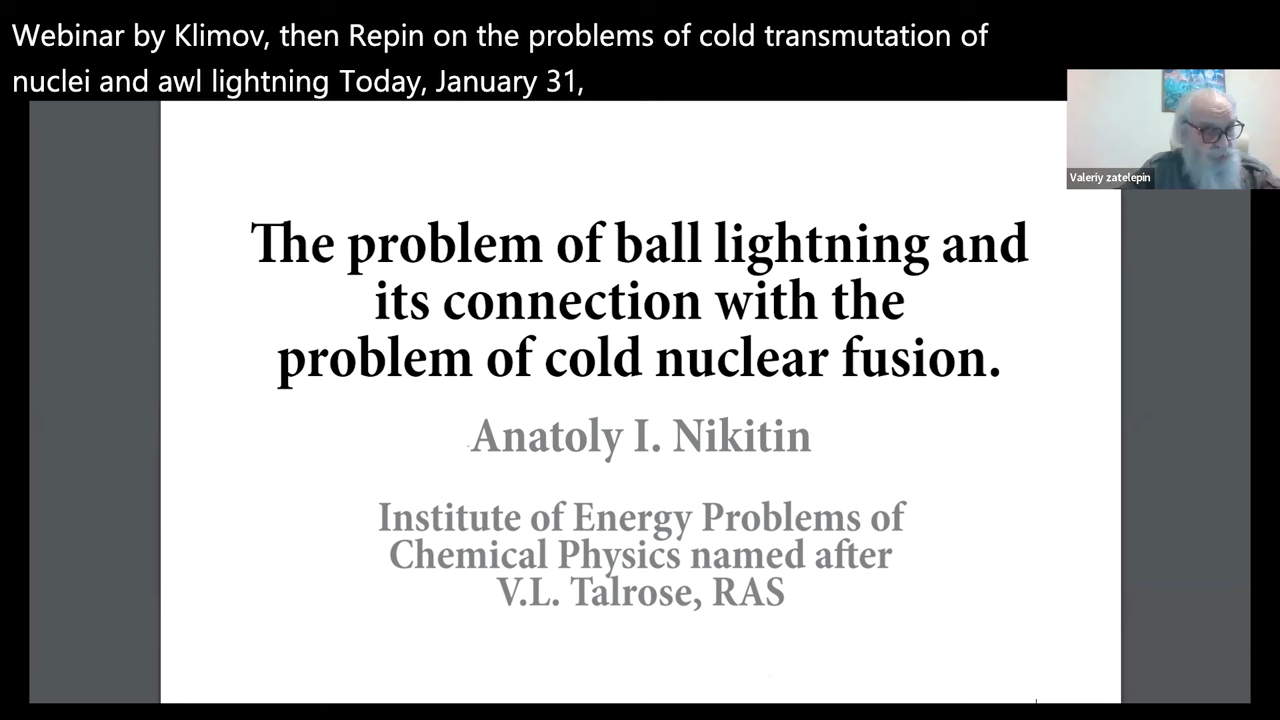 Webinar by Klimov, then Repin on the problems of cold transmutation of
nuclei and awl lightning Today, January 31,
Valeriy zatelepin
The problem of ball lightning and
its connection with the
problem of cold nuclear fusion.
Anatoly I. Nikitin
Institute of Energy Problems of
Chemical Physics named after
V.L. Talrose, RAS